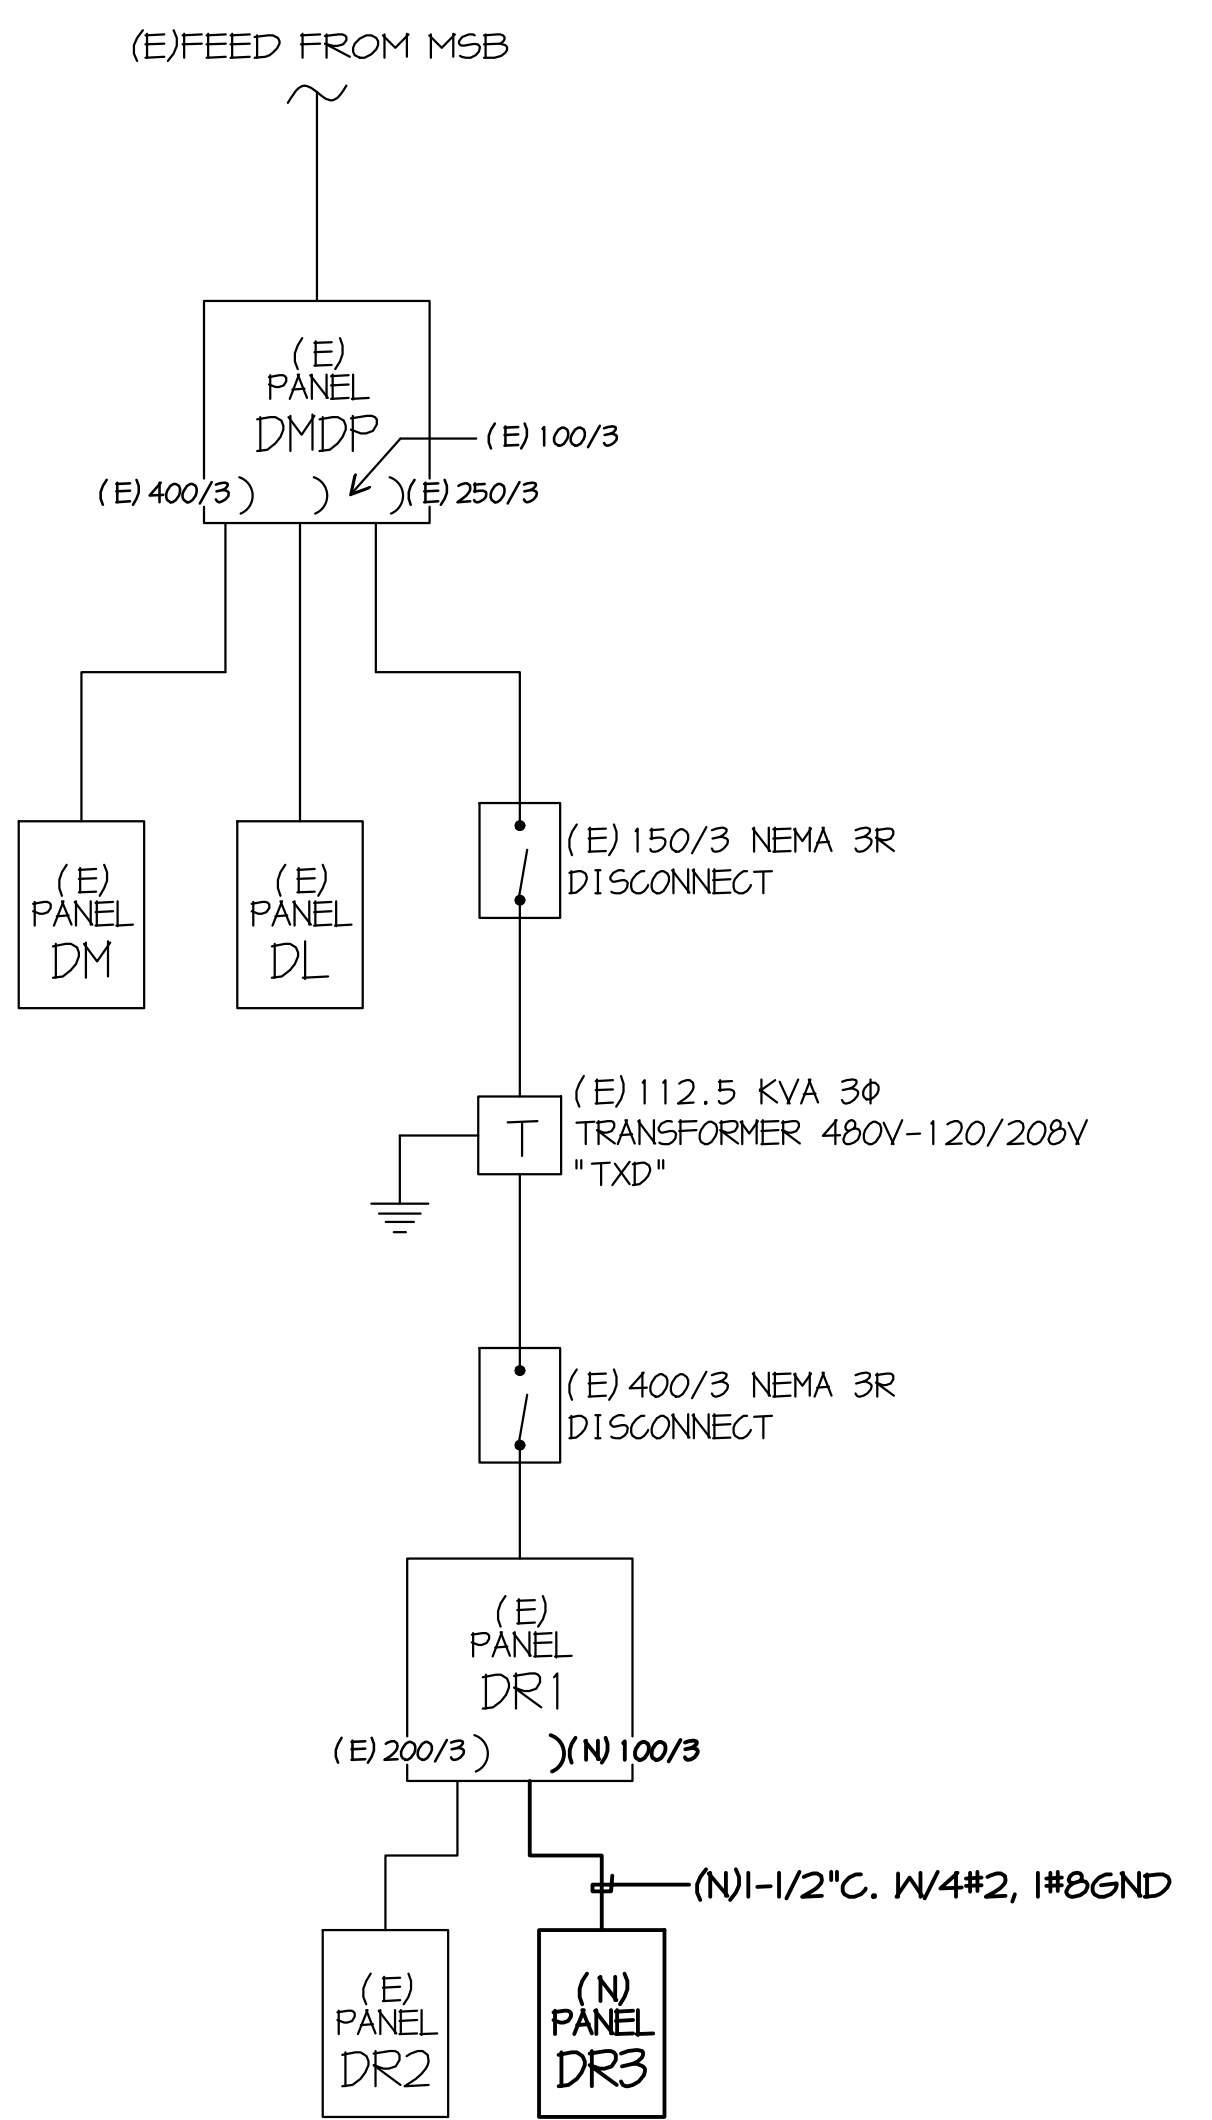 (E)FEED FROM MSB
(E)
PANEL
DMDP
(E)100/3
(E)400/3
(E)250/3
(E)150/3 NEMA 3R
DISCONNECT
(E)
PANEL
DM
(E)
PANEL
DL
(E)112.5 KVA 3Φ
TRANSFORMER 480V-120/208V
"TXD"
T
(E)400/3 NEMA 3R
DISCONNECT
(E)
PANEL
DR1
(E)200/3
(N)100/3
(N)1-1/2"C. W/4#2, 1#8GND
(E)
PANEL
DR2
(N)
PANEL
DR3